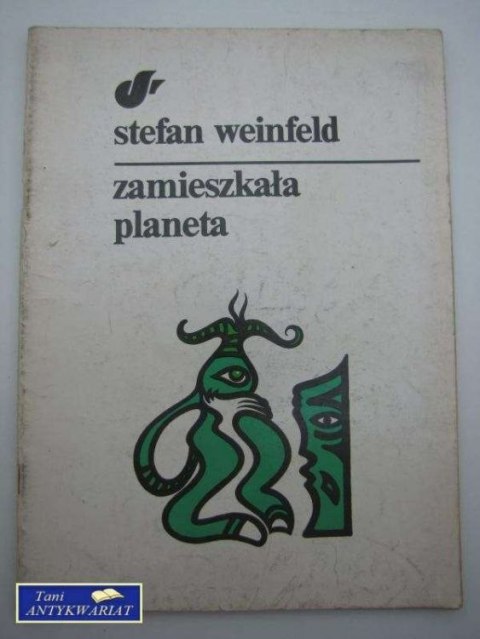 stefan weinfeld
zamieszkała
planeta
Tani
ANTYKWARIAT